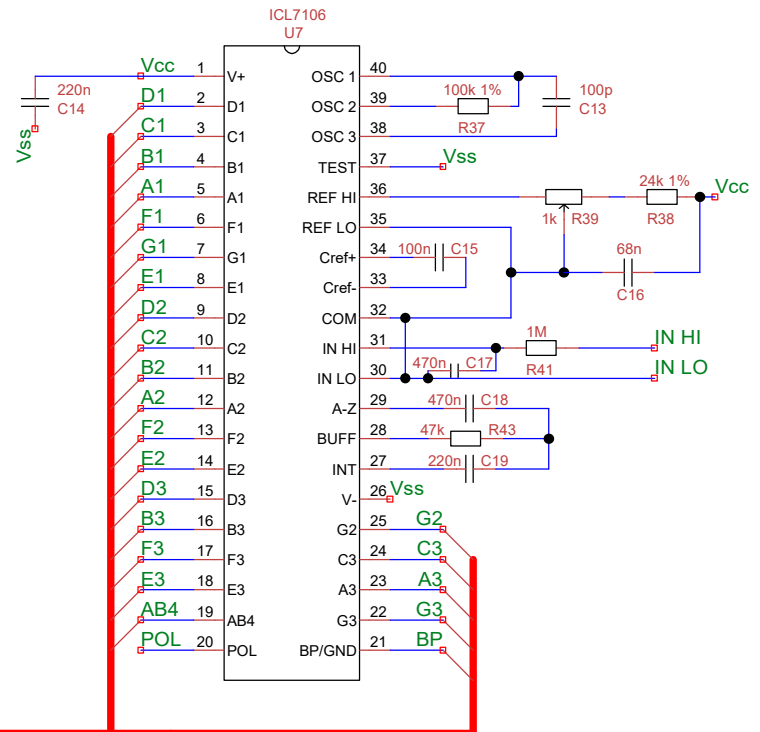 ICL7106
U7
Vcc 1 V+ OSC 1 40
220n
C14
Vss
100k 1%
R37
100p
C13
D1 2 D1 OSC 2 39
C1 3 C1 OSC 3 38
B1 4 B1 TEST 37 Vss
A1 5 A1 REF HI 36
1k R39
24k 1%
R38
Vcc
F1 6 F1 REF LO 35
G1 7 G1 Cref+ 34 100n C15
68n
C16
E1 8 E1 Cref- 33
D2 9 D2 COM 32
C2 10 C2 IN HI 31
1M
R41
IN HI
B2 11 B2 IN LO 30 470n C17
IN LO
A2 12 A2 A-Z 29 470n C18
F2 13 F2 BUFF 28 47k R43
E2 14 E2 INT 27 220n C19
D3 15 D3 V- 26 Vss
B3 16 B3 G2 25 G2
F3 17 F3 C3 24 C3
E3 18 E3 A3 23 A3
AB4 19 AB4 G3 22 G3
POL 20 POL BP/GND 21 BP